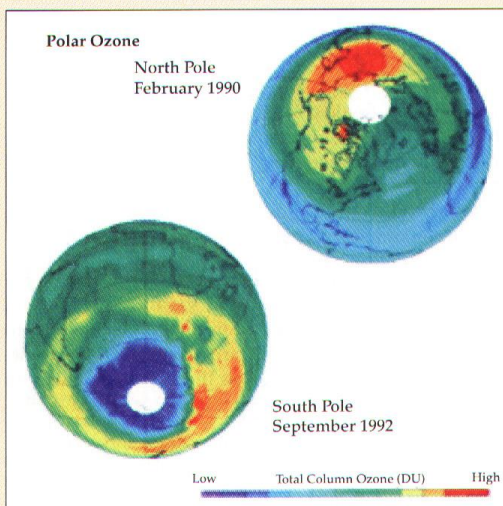 Polar Ozone
North Pole
February 1990
South Pole
September 1992
Low Total Column Ozone (DU) High